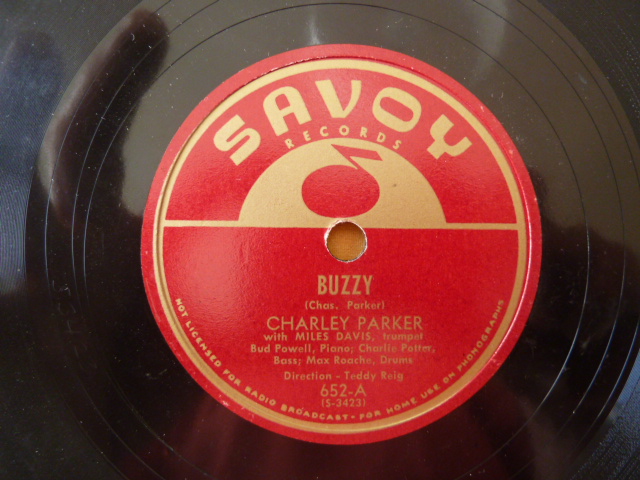 SAVOY
RECORDS
BUZZY
(Chas. Parker)
CHARLEY PARKER
with MILES DAVIS, trumpet
Bud Powell, Piano; Charlie Potter,
Bass; Max Roache, Drums
Direction - Teddy Reig
652-A
(S-3423)
NOT LICENSED FOR RADIO BROADCAST • FOR HOME USE ON PHONOGRAPHS